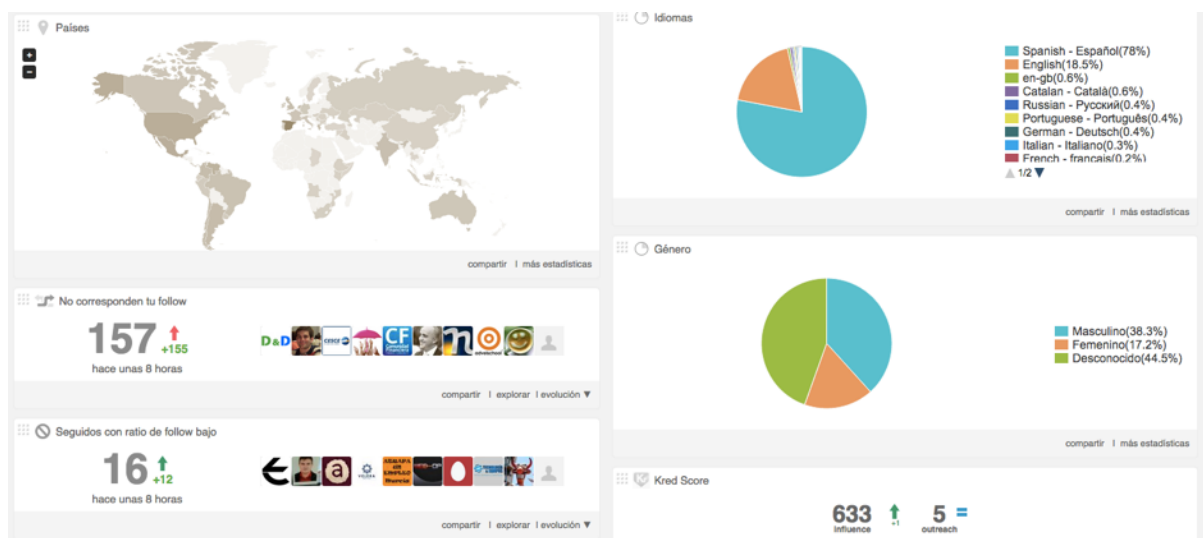 Países
+
−
compartir I más estadísticas
No corresponden tu follow
157
+155
hace unas 8 horas
D&D
CF
n
compartir I explorar I evolución ▼
Seguidos con ratio de follow bajo
16
+12
hace unas 8 horas
a
compartir I explorar I evolución ▼
Idiomas
Spanish - Español(78%)
English(18.5%)
en-gb(0.6%)
Catalan - Català(0.6%)
Russian - Русский(0.4%)
Portuguese - Português(0.4%)
German - Deutsch(0.4%)
Italian - Italiano(0.3%)
French - français(0.2%)
1/2
compartir I más estadísticas
Género
Masculino(38.3%)
Femenino(17.2%)
Desconocido(44.5%)
compartir I más estadísticas
Kred Score
633
influence
+1
5
outreach